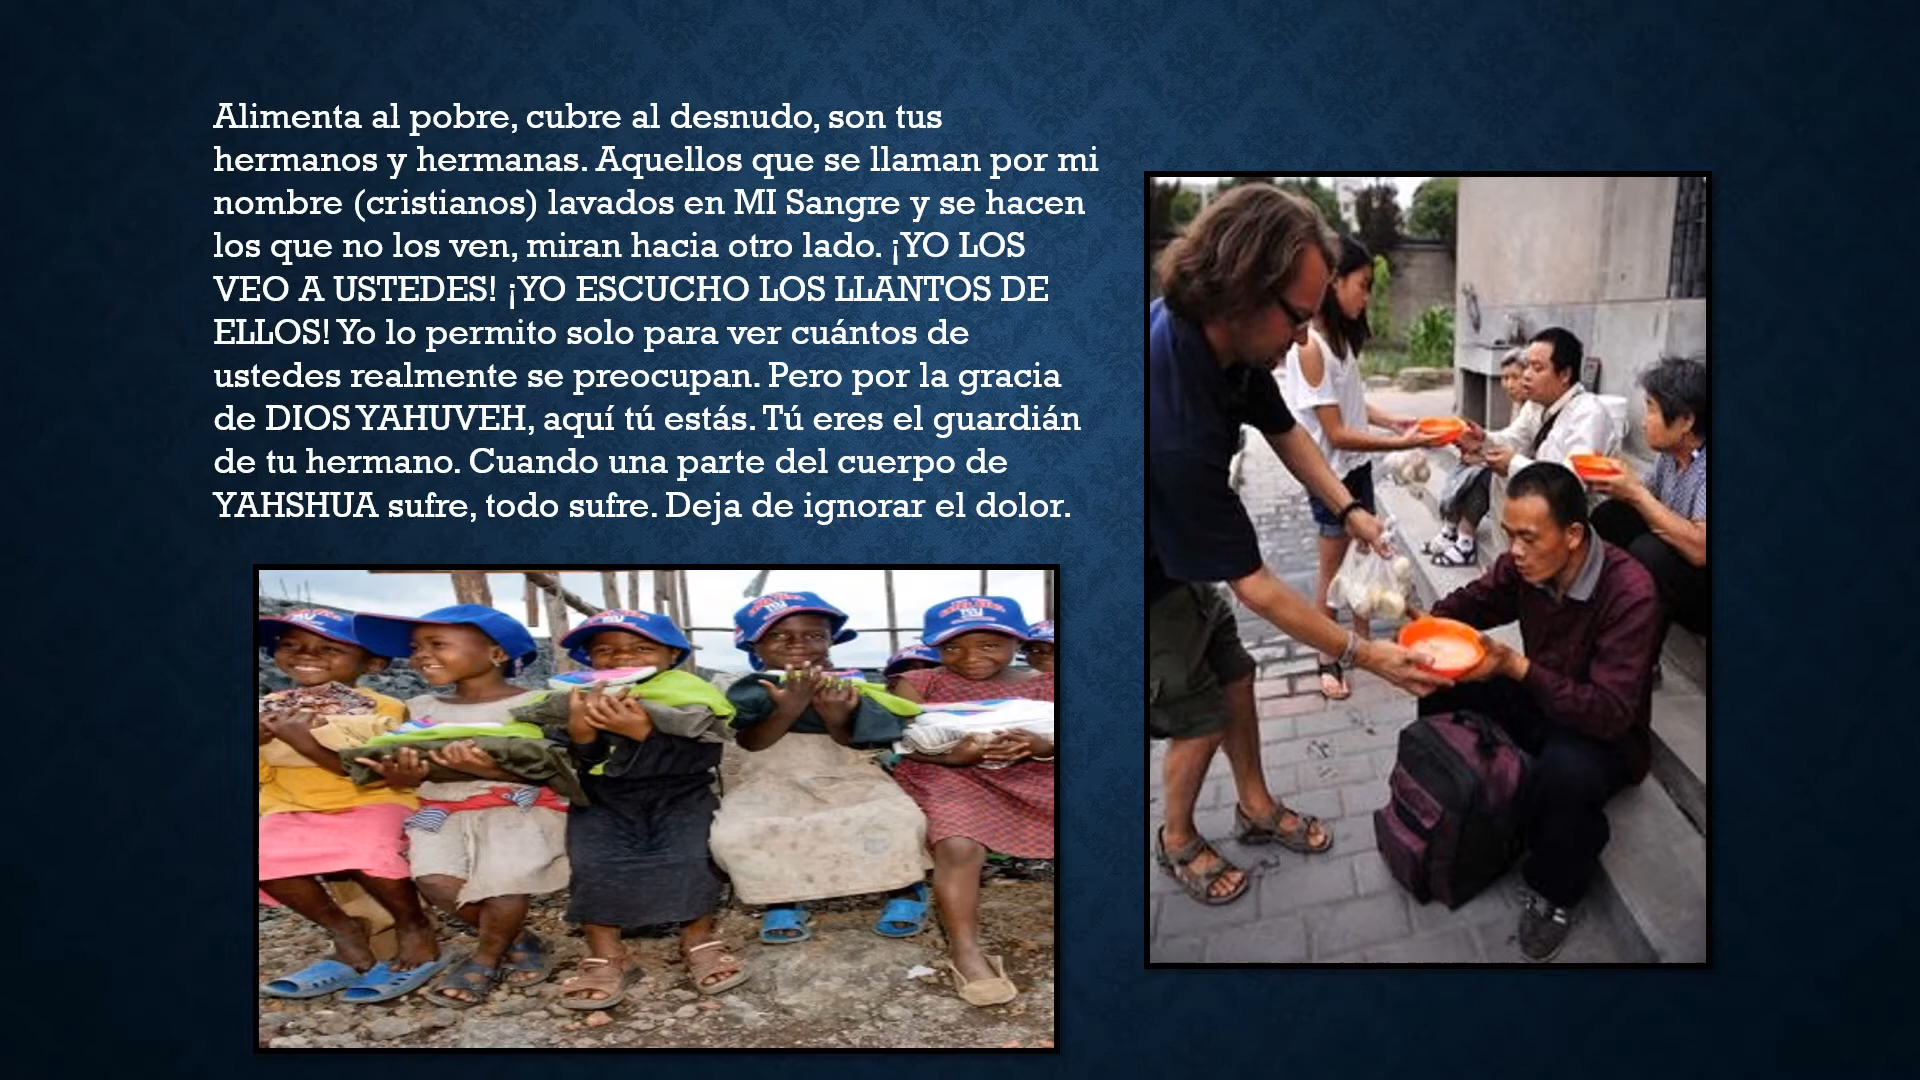 Alimenta al pobre, cubre al desnudo, son tus
hermanos y hermanas. Aquellos que se llaman por mi
nombre (cristianos) lavados en MI Sangre y se hacen
los que no los ven, miran hacia otro lado. ¡YO LOS
VEO A USTEDES! ¡YO ESCUCHO LOS LLANTOS DE
ELLOS! Yo lo permito solo para ver cuántos de
ustedes realmente se preocupan. Pero por la gracia
de DIOS YAHUVEH, aquí tú estás. Tú eres el guardián
de tu hermano. Cuando una parte del cuerpo de
YAHSHUA sufre, todo sufre. Deja de ignorar el dolor.